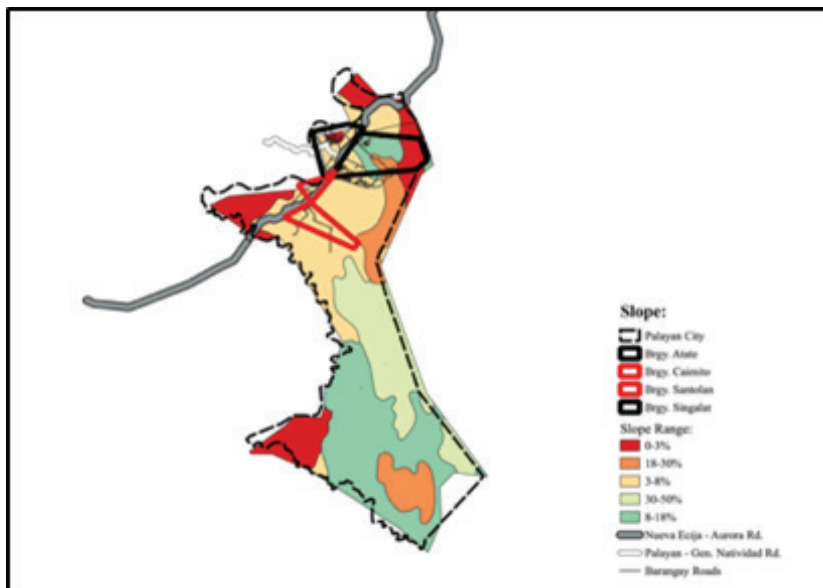 Slope:
Palayan City
Brgy. Atate
Brgy. Caimito
Brgy. Santolan
Brgy. Singalat
Slope Range:
0-3%
18-30%
3-8%
30-50%
8-18%
Nueva Ecija - Aurora Rd.
Palayan - Gen. Natividad Rd.
Barangay Roads